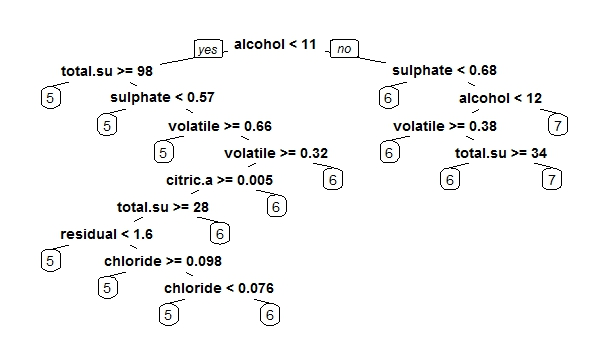 yes alcohol < 11 no
total.su >= 98 sulphate < 0.68
5 sulphate < 0.57 6 alcohol < 12
5 volatile >= 0.66 volatile >= 0.38 7
5 volatile >= 0.32 6 total.su >= 34
citric.a >= 0.005 6 6 7
total.su >= 28 6
residual < 1.6 6
5 chloride >= 0.098
5 chloride < 0.076
5 6